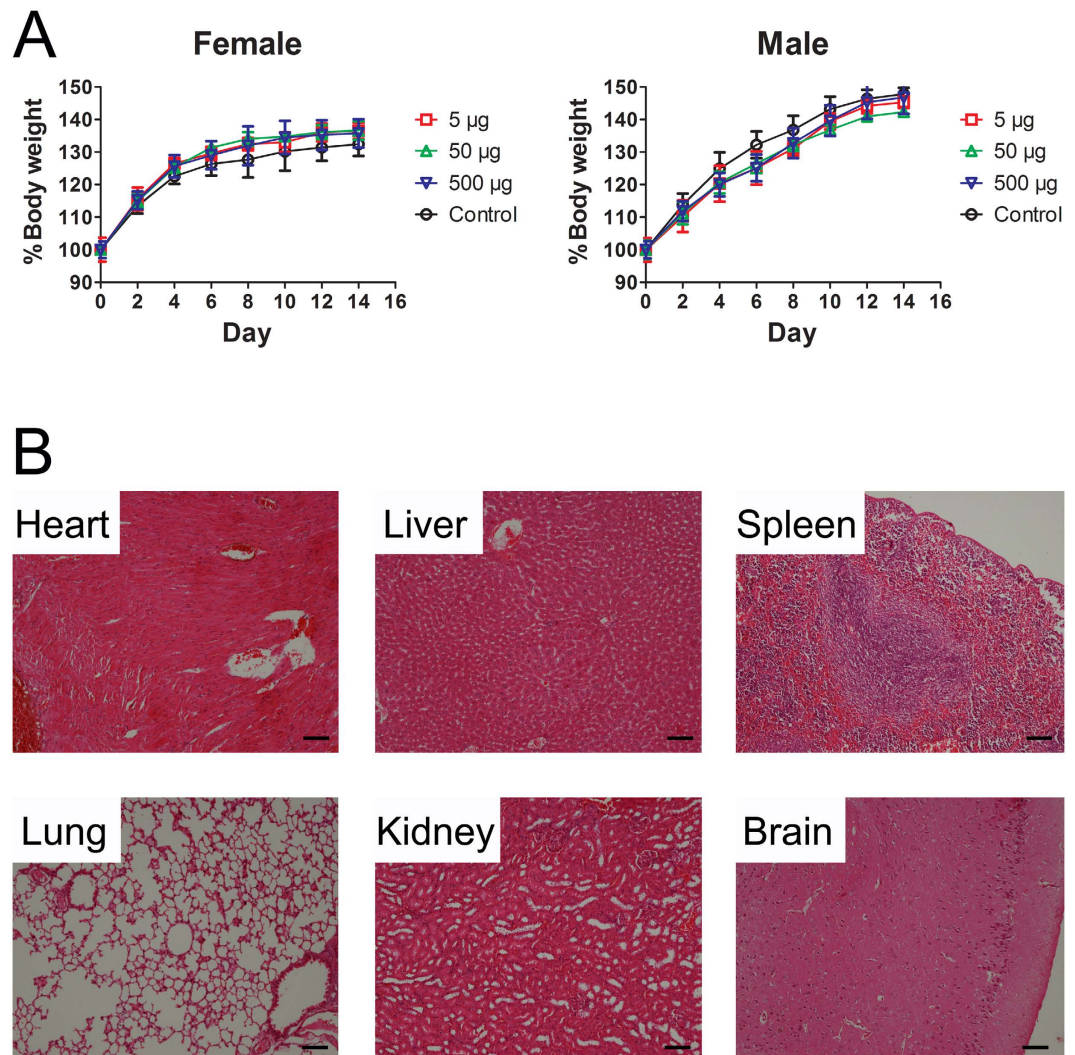 A
Female
Male
% Body weight
150
140
130
120
110
100
90
0 2 4 6 8 10 12 14 16
Day
5 µg
50 µg
500 µg
Control
% Body weight
150
140
130
120
110
100
90
0 2 4 6 8 10 12 14 16
Day
5 µg
50 µg
500 µg
Control
B
Heart
Liver
Spleen
Lung
Kidney
Brain